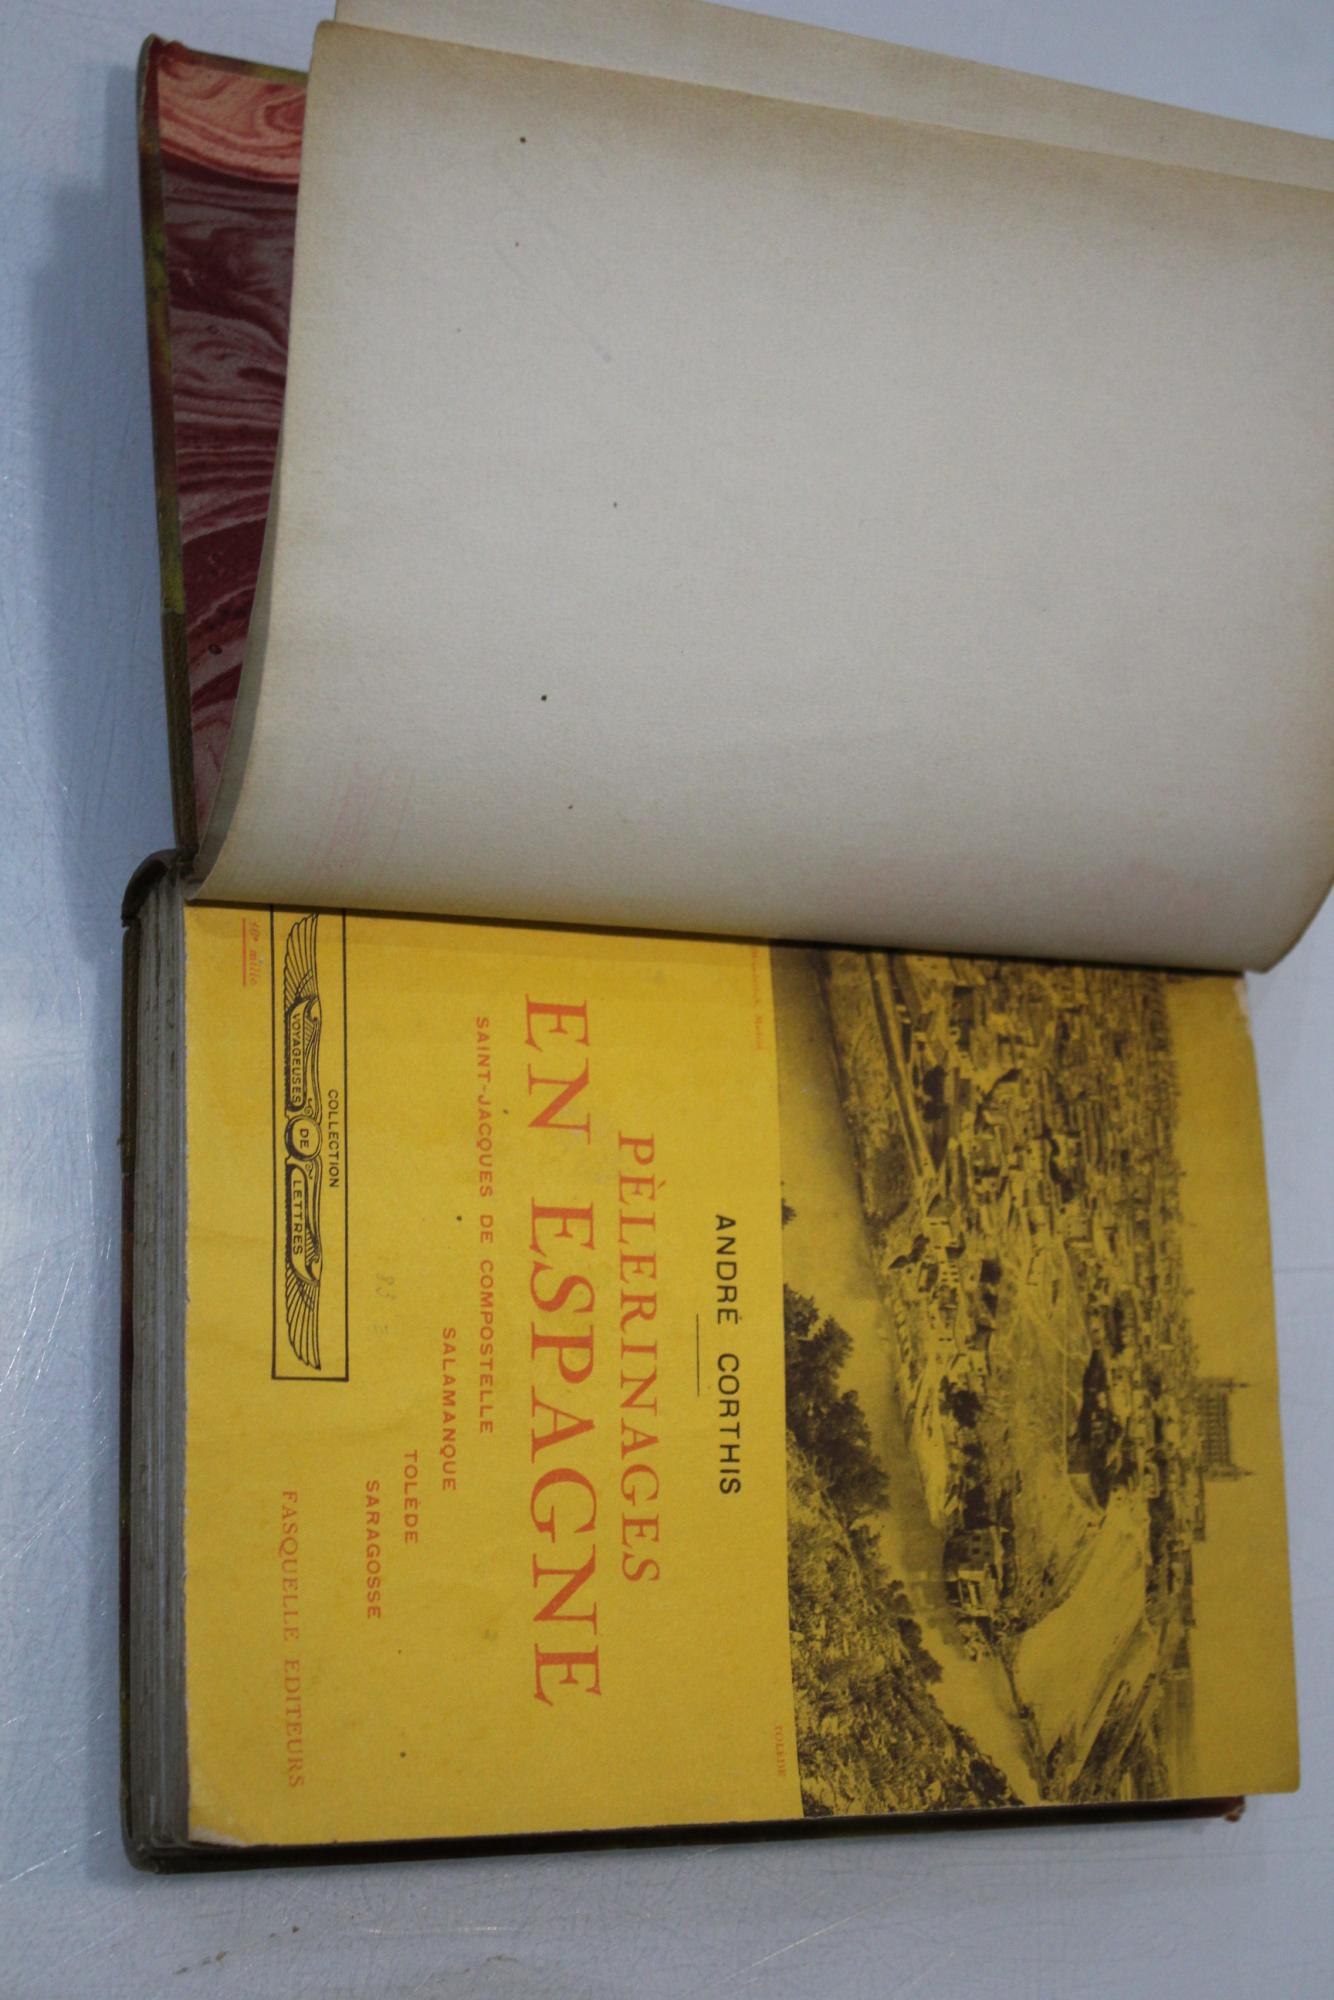 TOLÈDE
ANDRÉ CORTHIS
PÈLERINAGES
EN ESPAGNE
SAINT-JACQUES DE COMPOSTELLE
SALAMANQUE
TOLÈDE
SARAGOSSE
COLLECTION
VOYAGEUSES DE LETTRES
FASQUELLE EDITEURS
mille